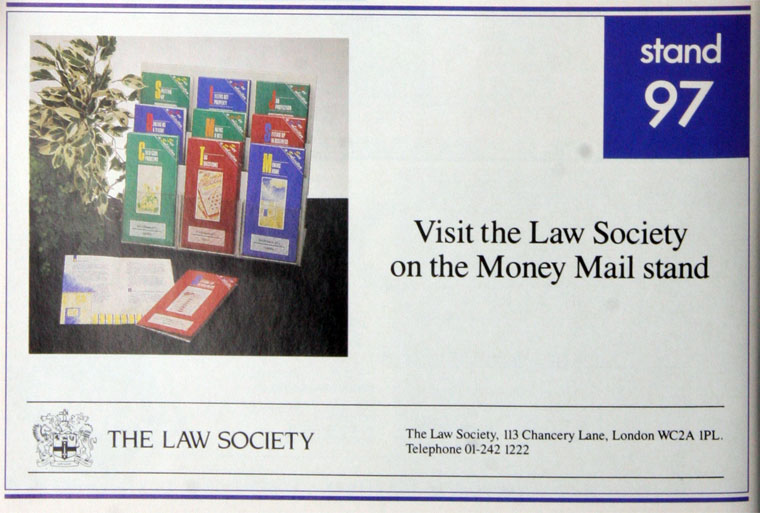 stand
97
Visit the Law Society
on the Money Mail stand
THE LAW SOCIETY
The Law Society, 113 Chancery Lane, London WC2A 1PL.
Telephone 01-242 1222